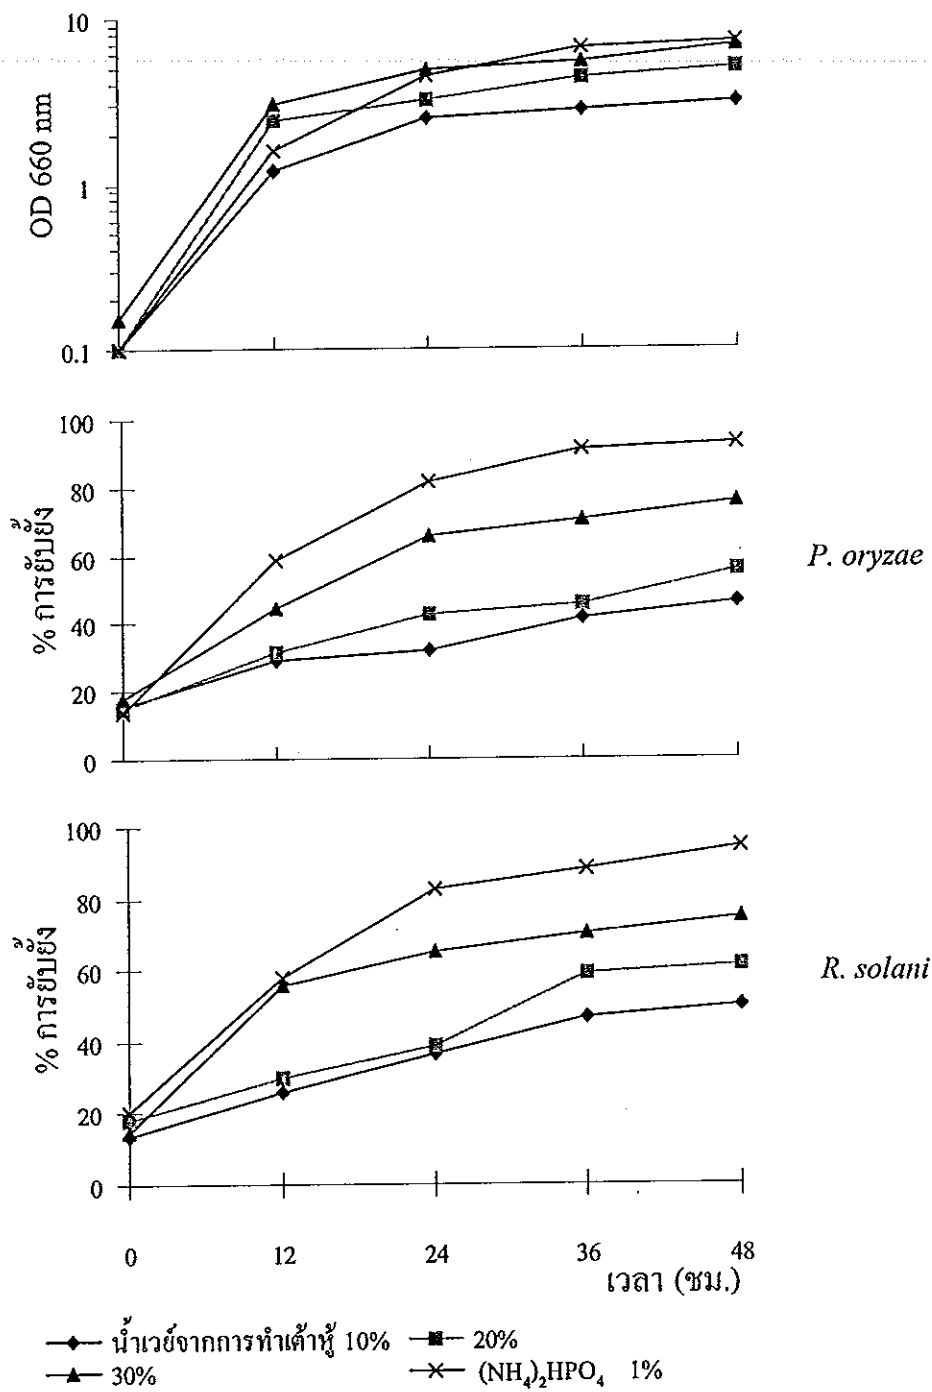 10
1
0.1
OD 660 nm
100
80
60
40
20
0
% การยับยั้ง
P. oryzae
100
80
60
40
20
0
% การยับยั้ง
R. solani
0 12 24 36 48
เวลา (ชม.)
น้ำเวย์จากการทำเต้าหู้ 10% 20%
30% (NH₄)₂HPO₄ 1%